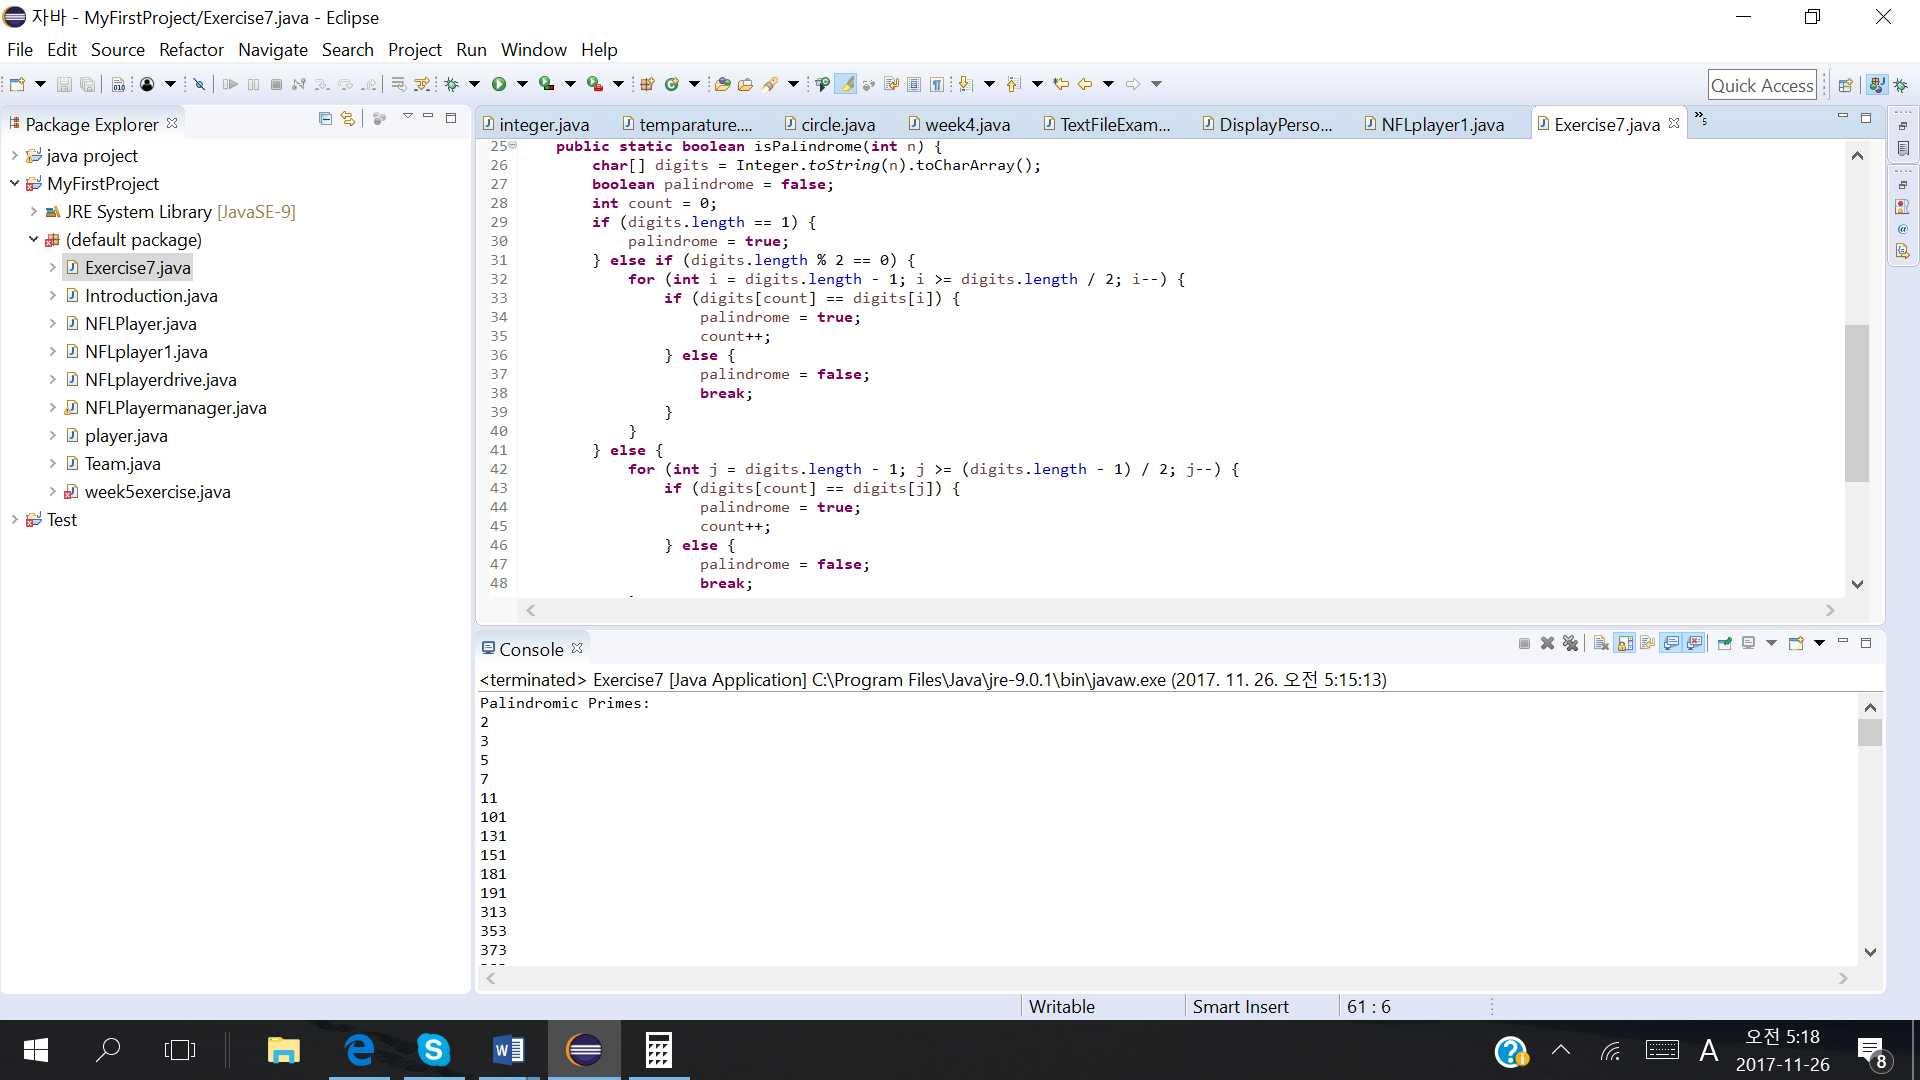 자바 - MyFirstProject/Exercise7.java - Eclipse
File Edit Source Refactor Navigate Search Project Run Window Help
Quick Access
Package Explorer
java project
MyFirstProject
JRE System Library [JavaSE-9]
(default package)
Exercise7.java
Introduction.java
NFLPlayer.java
NFLplayer1.java
NFLplayerdrive.java
NFLPlayermanager.java
player.java
Team.java
week5exercise.java
Test
integer.java temparature.... circle.java week4.java TextFileExam... DisplayPerso... NFLplayer1.java Exercise7.java »5
25 public static boolean isPalindrome(int n) {
26 char[] digits = Integer.toString(n).toCharArray();
27 boolean palindrome = false;
28 int count = 0;
29 if (digits.length == 1) {
30 palindrome = true;
31 } else if (digits.length % 2 == 0) {
32 for (int i = digits.length - 1; i >= digits.length / 2; i--) {
33 if (digits[count] == digits[i]) {
34 palindrome = true;
35 count++;
36 } else {
37 palindrome = false;
38 break;
39 }
40 }
41 } else {
42 for (int j = digits.length - 1; j >= (digits.length - 1) / 2; j--) {
43 if (digits[count] == digits[j]) {
44 palindrome = true;
45 count++;
46 } else {
47 palindrome = false;
48 break;
Console
<terminated> Exercise7 [Java Application] C:\Program Files\Java\jre-9.0.1\bin\javaw.exe (2017. 11. 26. 오전 5:15:13)
Palindromic Primes:
2
3
5
7
11
101
131
151
181
191
313
353
373
Writable Smart Insert 61 : 6
A
오전 5:18
2017-11-26
8